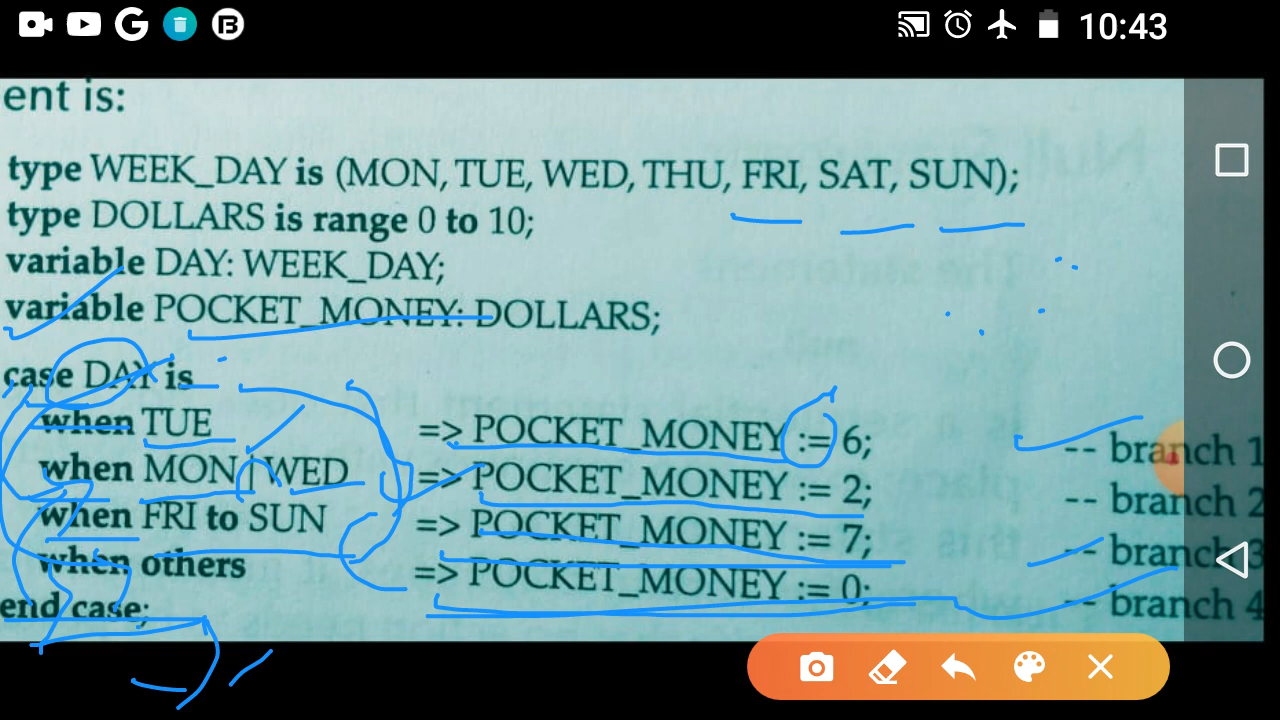 10:43
ent is:
type WEEK_DAY is (MON, TUE, WED, THU, FRI, SAT, SUN);
type DOLLARS is range 0 to 10;
variable DAY: WEEK_DAY;
variable POCKET_MONEY: DOLLARS;
case DAY is
when TUE => POCKET_MONEY := 6; -- branch 1
when MON | WED => POCKET_MONEY := 2; -- branch 2
when FRI to SUN => POCKET_MONEY := 7; -- branch 3
when others => POCKET_MONEY := 0; -- branch 4
end case;